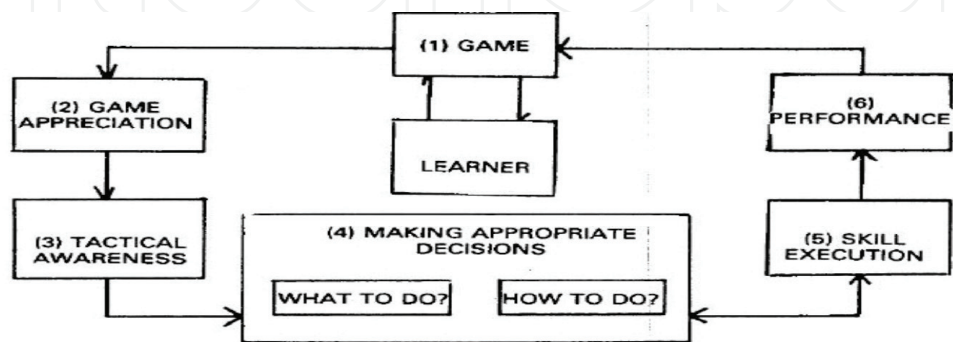 (1) GAME
(2) GAME
APPRECIATION
(6)
PERFORMANCE
LEARNER
(3) TACTICAL
AWARENESS
(4) MAKING APPROPRIATE
DECISIONS
WHAT TO DO?
HOW TO DO?
(5) SKILL
EXECUTION